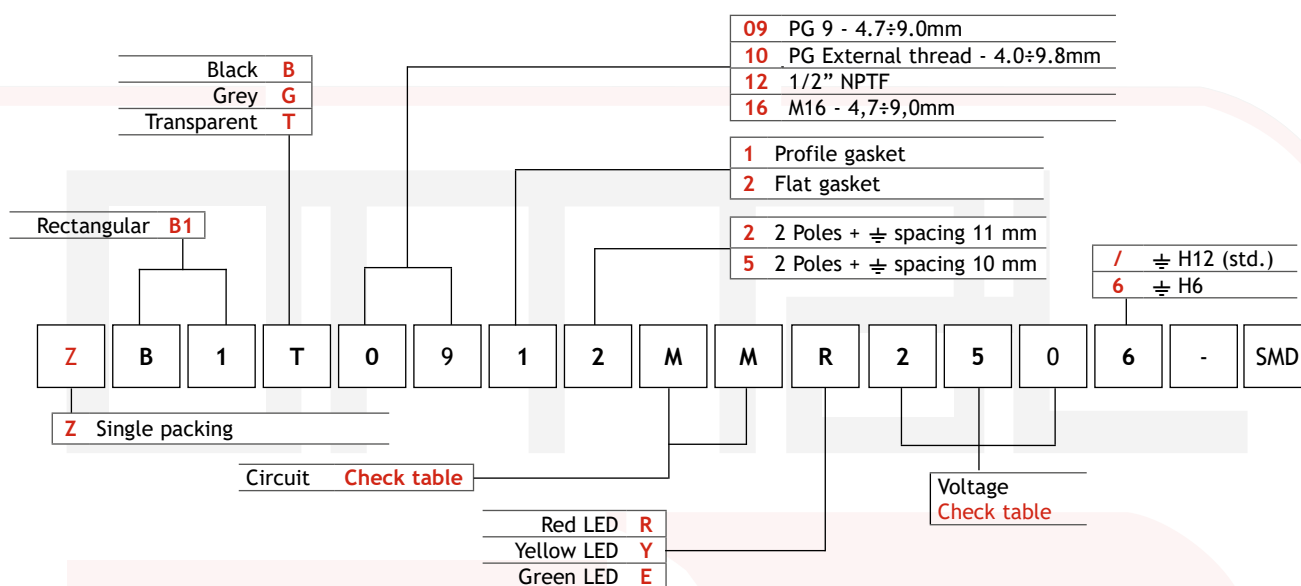 09 PG 9 - 4.7÷9.0mm
10 PG External thread - 4.0÷9.8mm
12 1/2” NPTF
16 M16 - 4,7÷9,0mm
Black B
Grey G
Transparent T
1 Profile gasket
2 Flat gasket
Rectangular B1
2 2 Poles + ⏚ spacing 11 mm
5 2 Poles + ⏚ spacing 10 mm
/ ⏚ H12 (std.)
6 ⏚ H6
Z B 1 T 0 9 1 2 M M R 2 5 0 6 - SMD
Z Single packing
Circuit Check table
Voltage
Check table
Red LED R
Yellow LED Y
Green LED E